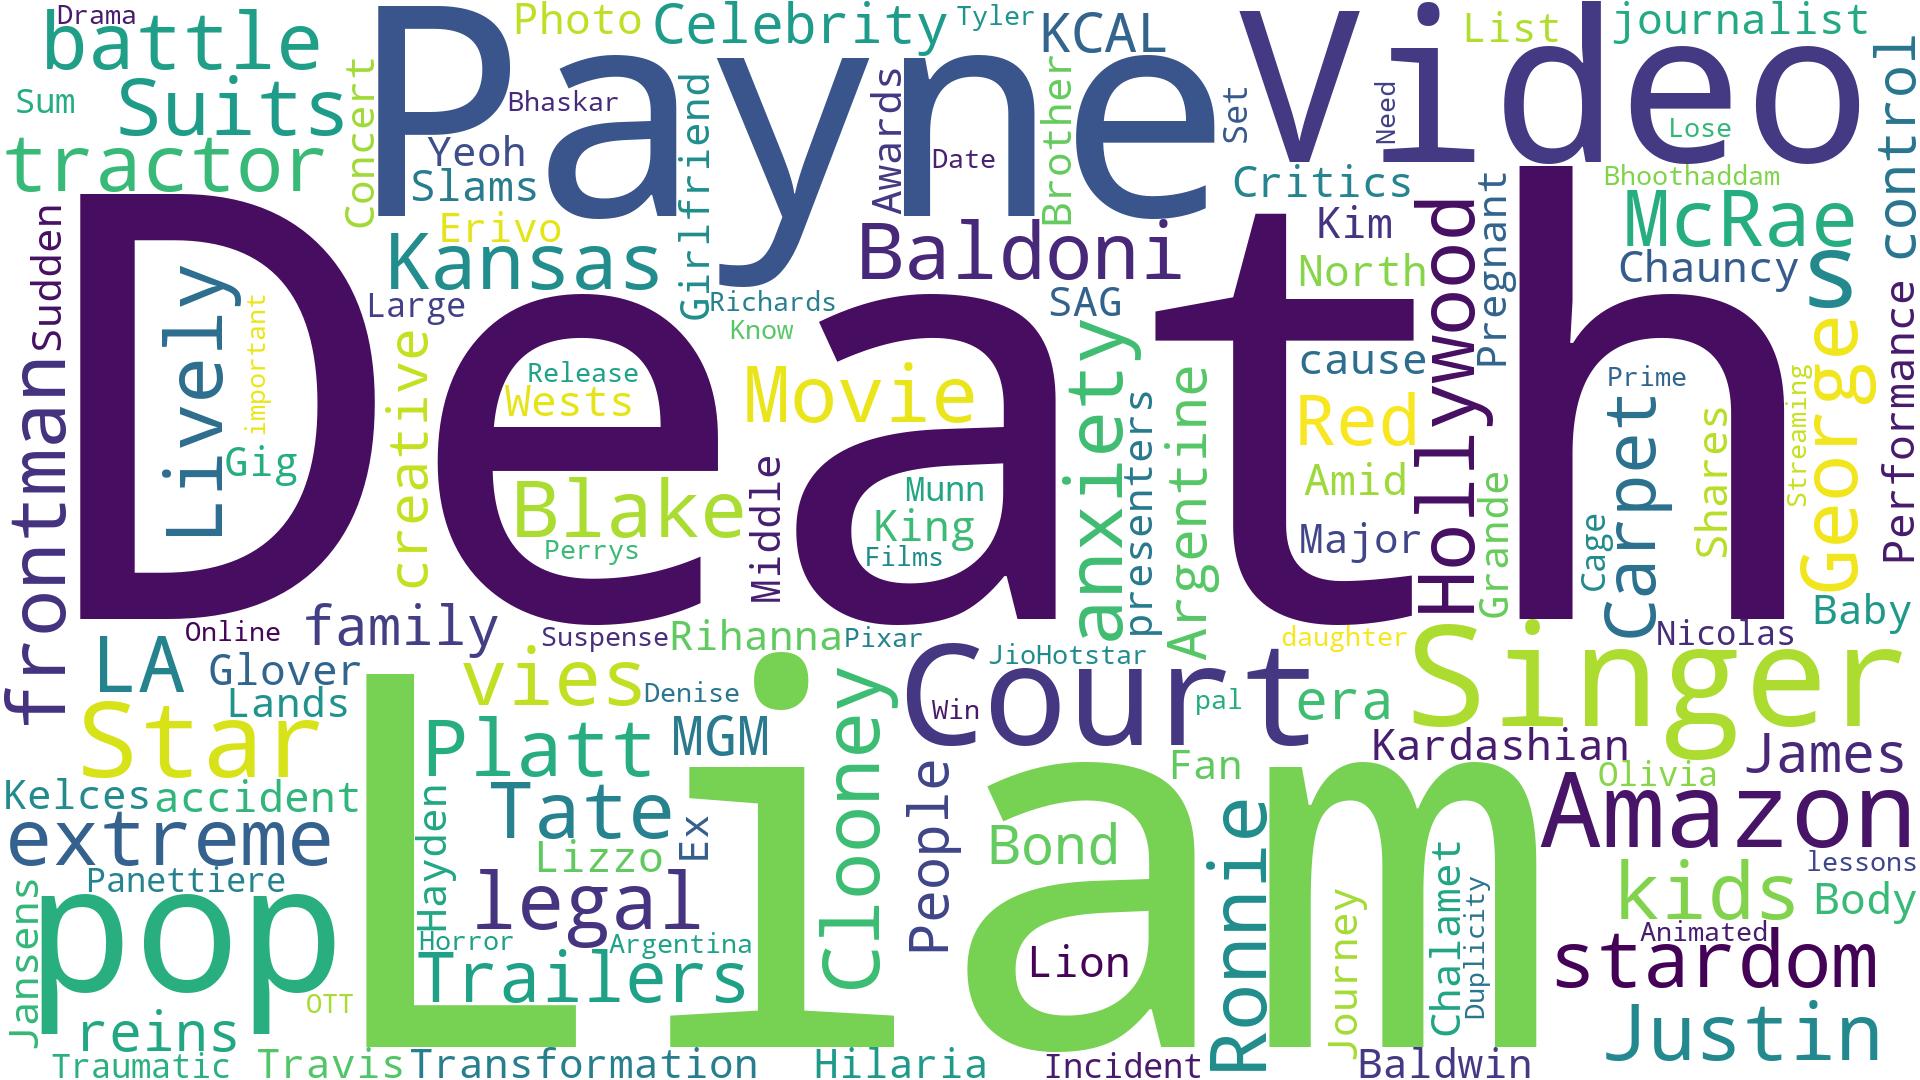 Drama
battle
Photo
Celebrity
Tyler
KCAL
Video
List
journalist
control
Sum
Suits
Concert
Payne
Bhaskar
Girlfriend
Awards
Date
Brother
Set
Need
Lose
tractor
Yeoh
Slams
Erivo
Kansas
Baldoni
Critics
Kim
North
Hollywood
Pregnant
Bhoothaddam
McRae
Chauncy
s
Sudden
Death
Lively
important
Gig
Large
Richards
Know
SAG
creative
Release
Wests
Movie
anxiety
presenters
Argentine
cause
Red
Amid
Major
Grande
Prime
Carpet
Cage
Shares
Streaming
George
Performance
frontmans
Blake
Perrys
Middle
Munn
King
Films
Baby
Online
family
Suspense
Rihanna
Pixar
JioHotstar
daughter
Nicolas
LA
Glover
Lands
vies
Denise
Court
Win
pal
era
Singer
Star
Platt
MGM
Clooney
Fan
Kardashian
James
Olivia
Kelces
accident
Liam
Hayden
Tate
Ex
Lizzo
People
Bond
Ronnie
Amazon
extreme
Panettiere
legal
kids
lessons
Body
Jansens
pop
Horror
Argentina
Trailers
Lion
Journey
Chalamet
Duplicity
Animated
stardom
OTT
reins
Justin
Traumatic
Travis
Transformation
Hilaria
Incident
Baldwin